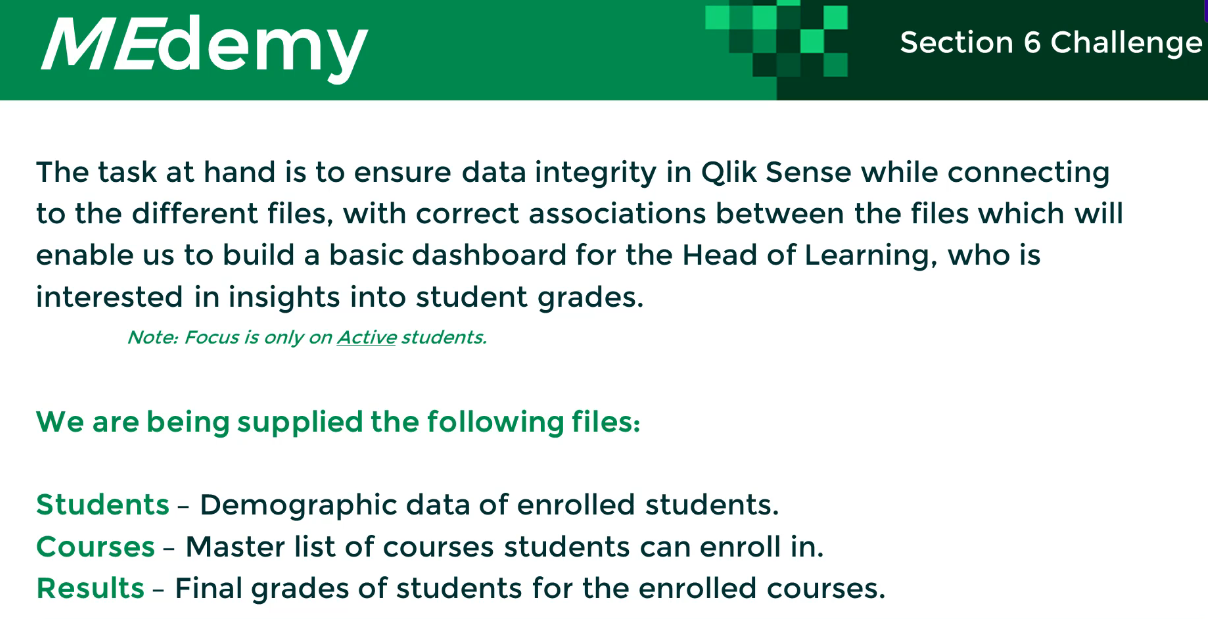 MEdemy
Section 6 Challenge
The task at hand is to ensure data integrity in Qlik Sense while connecting
to the different files, with correct associations between the files which will
enable us to build a basic dashboard for the Head of Learning, who is
interested in insights into student grades.
Note: Focus is only on Active students.
We are being supplied the following files:
Students – Demographic data of enrolled students.
Courses – Master list of courses students can enroll in.
Results – Final grades of students for the enrolled courses.